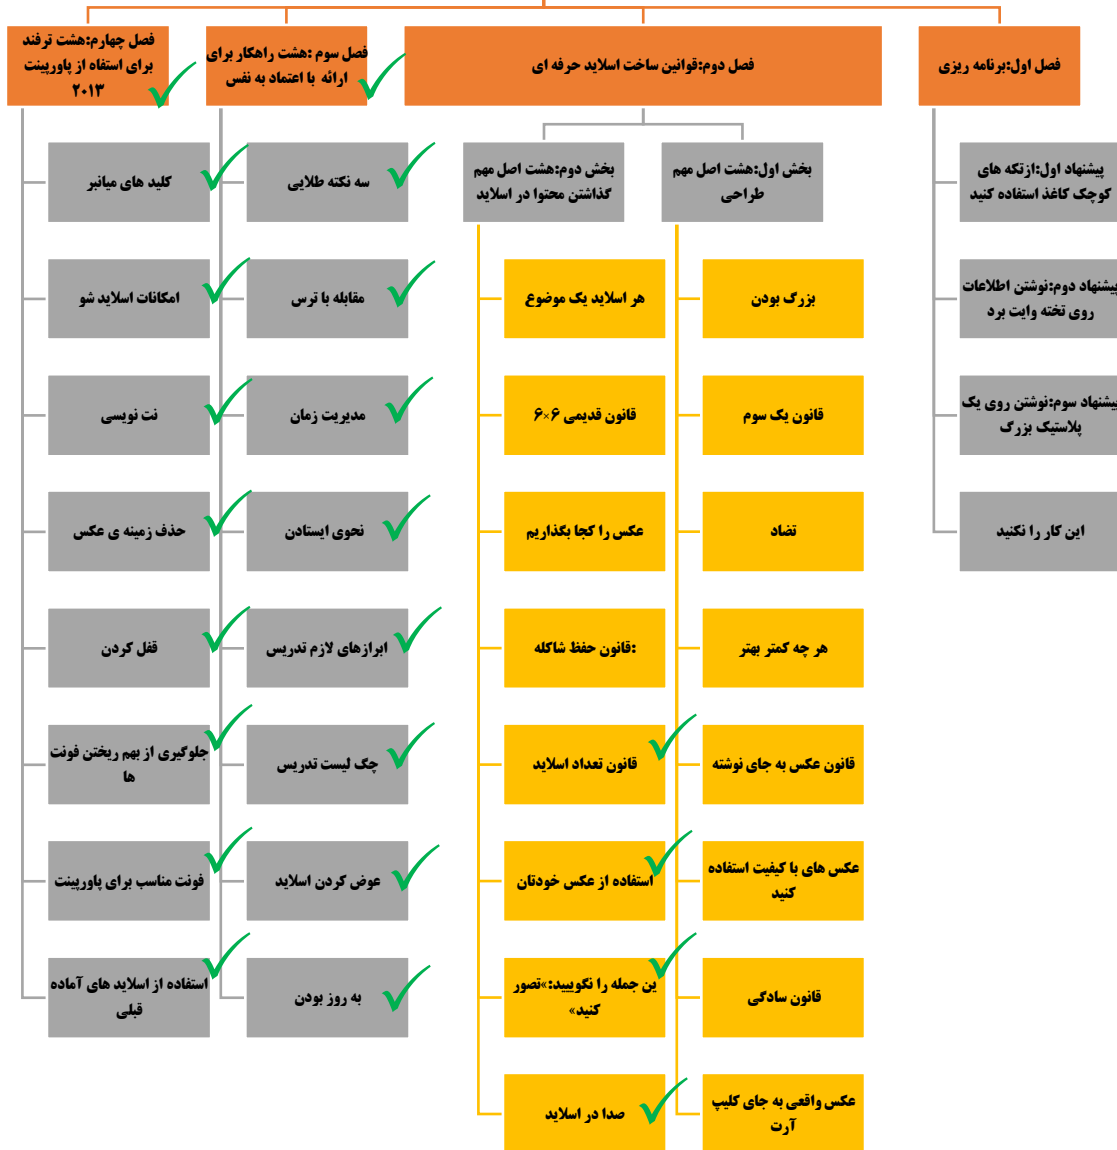 فصل اول:برنامه ریزی
پیشنهاد اول:ازتکه های
کوچک کاغذ استفاده کنید
پیشنهاد دوم:نوشتن اطلاعات
روی تخته وایت برد
پیشنهاد سوم:نوشتن روی یک
پلاستیک بزرگ
این کار را نکنید
فصل دوم:قوانین ساخت اسلاید حرفه ای
بخش اول:هشت اصل مهم
طراحی
بزرگ بودن
قانون یک سوم
تضاد
هر چه کمتر بهتر
قانون عکس به جای نوشته
عکس های با کیفیت استفاده
کنید
قانون سادگی
عکس واقعی به جای کلیپ
آرت
بخش دوم:هشت اصل مهم
گذاشتن محتوا در اسلاید
هر اسلاید یک موضوع
قانون قدیمی ۶×۶
عکس را کجا بگذاریم
قانون حفظ شاکله:
قانون تعداد اسلاید
استفاده از عکس خودتان
ین جمله را نگویید:»تصور
کنید»
صدا در اسلاید
فصل سوم :هشت راهکار برای
ارائه با اعتماد به نفس
سه نکته طلایی
مقابله با ترس
مدیریت زمان
نحوی ایستادن
ابرازهای لازم تدریس
چک لیست تدریس
عوض کردن اسلاید
به روز بودن
فصل چهارم:هشت ترفند
برای استفاه از پاورپینت
۲۰۱۳
کلید های میانبر
امکانات اسلاید شو
نت نویسی
حذف زمینه ی عکس
قفل کردن
جلوگیری از بهم ریختن فونت
ها
فونت مناسب برای پاورپینت
استفاده از اسلاید های آماده
قبلی